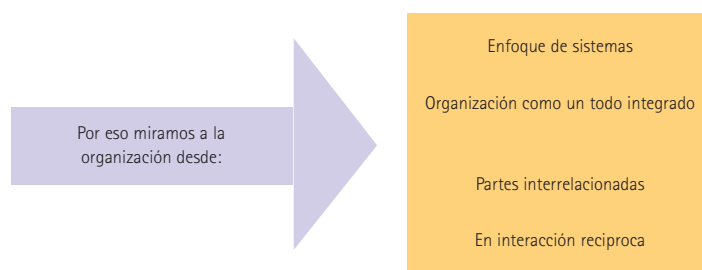 Por eso miramos a la
organización desde:
Enfoque de sistemas
Organización como un todo integrado
Partes interrelacionadas
En interacción reciproca